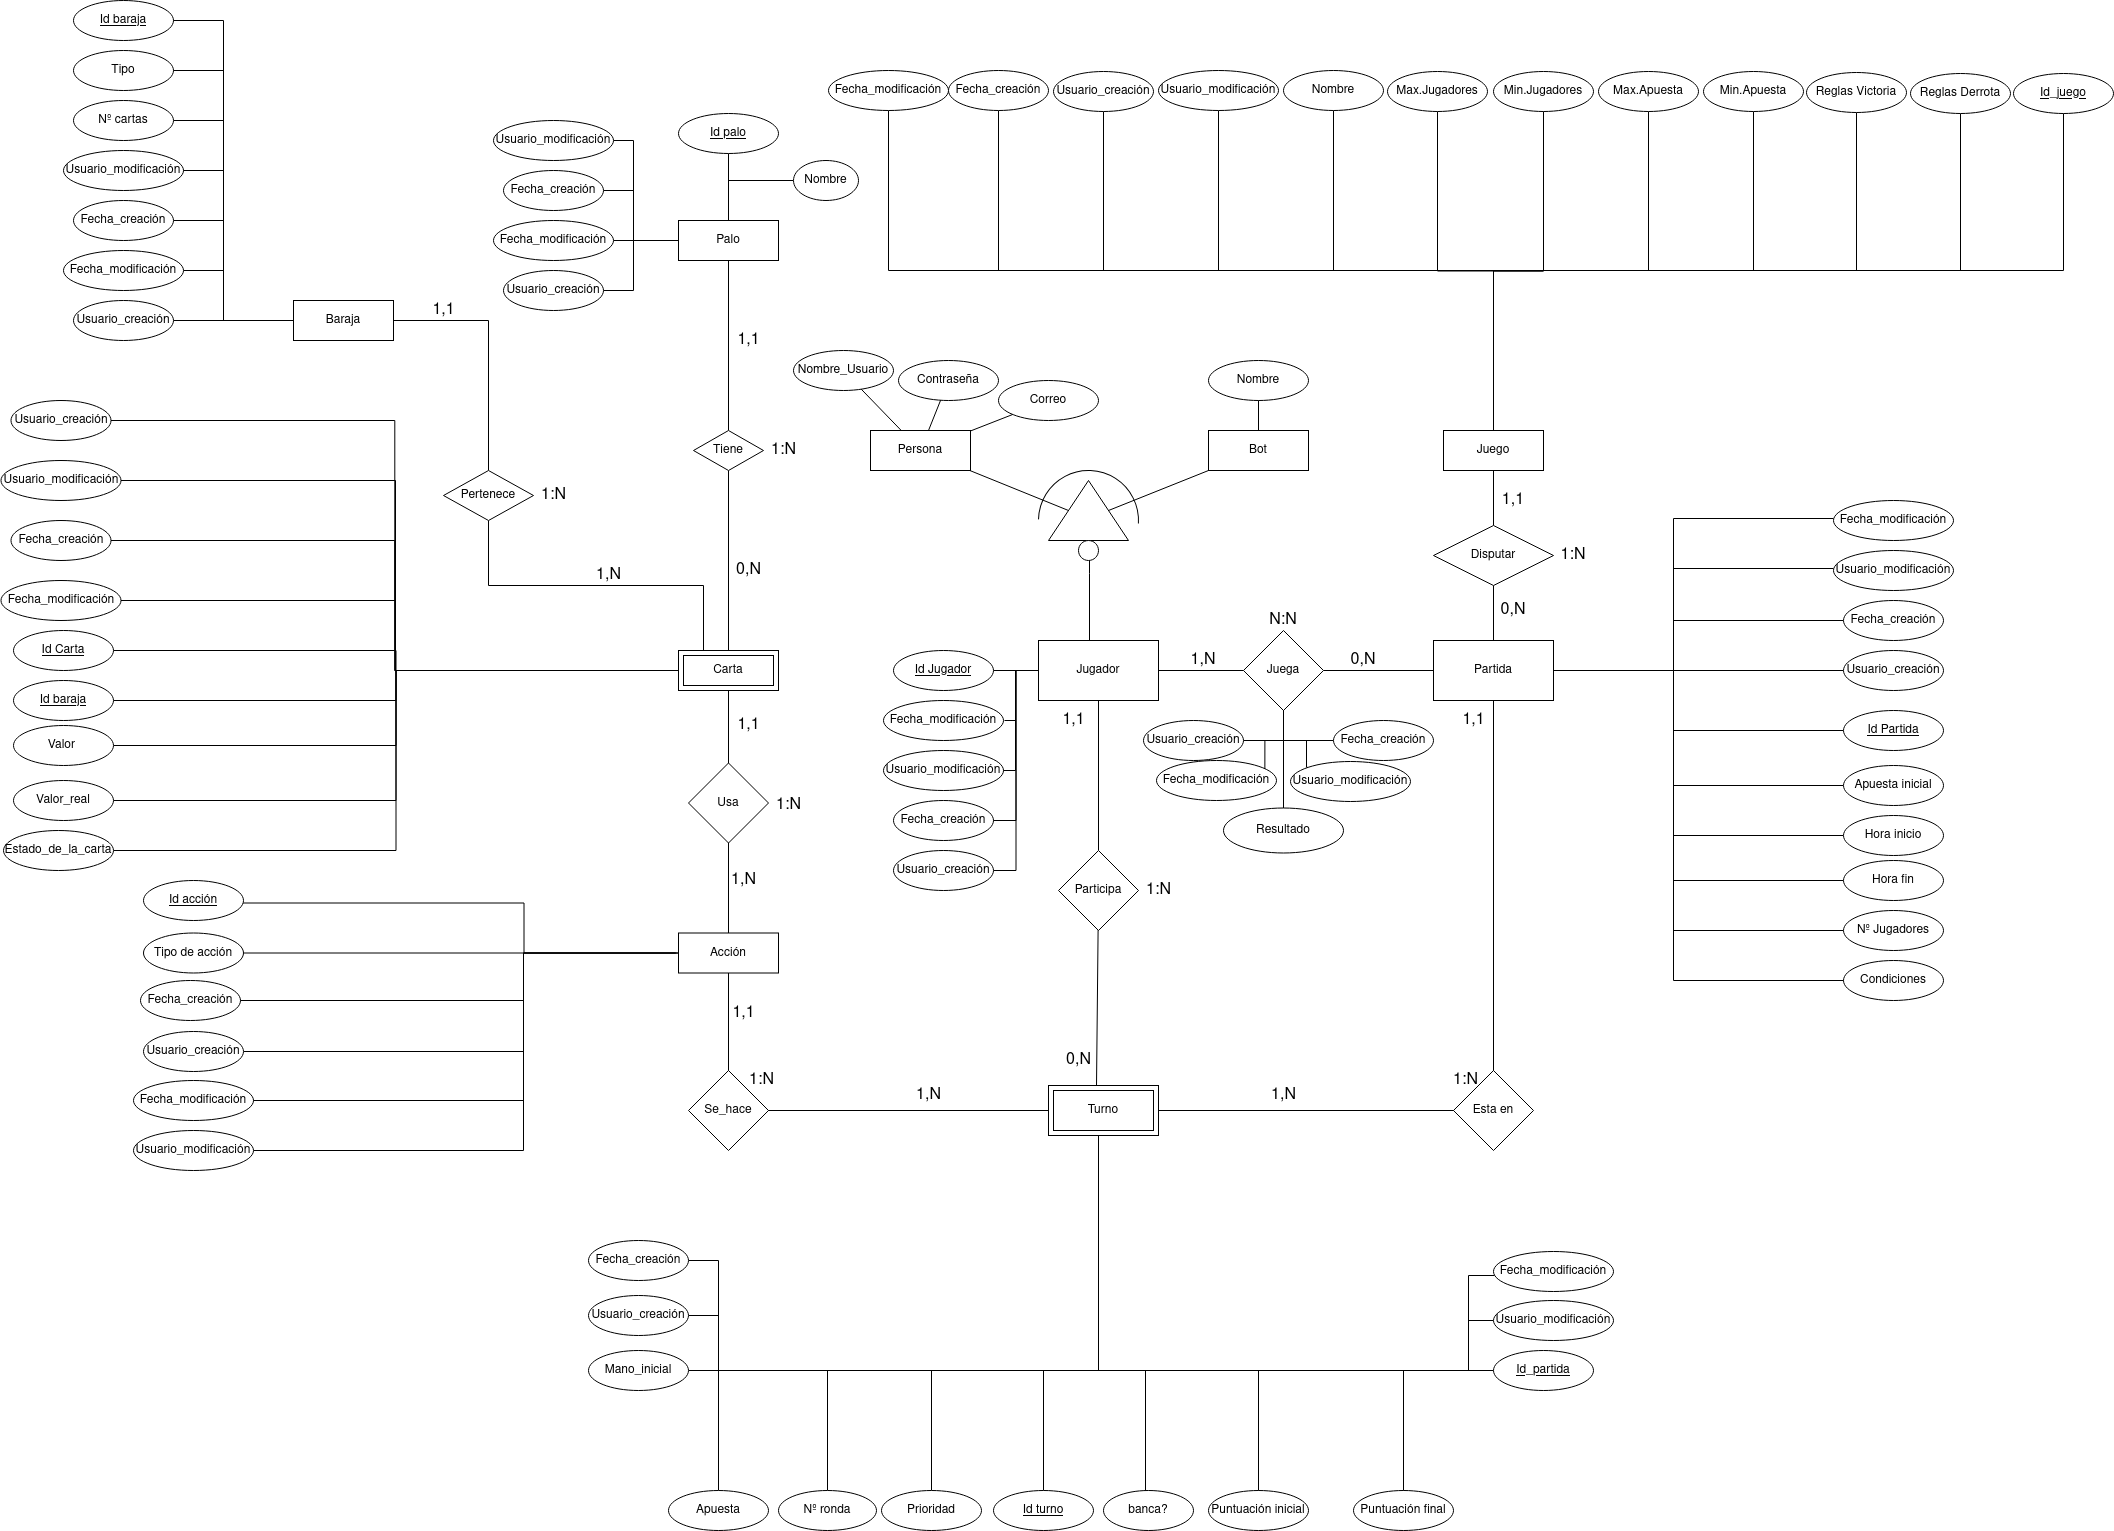 Id baraja
Tipo
Nº cartas
Usuario_modificación
Fecha_creación
Fecha_modificación
Usuario_creación
Baraja
1,1
Usuario_modificación
Fecha_creación
Fecha_modificación
Usuario_creación
Id palo
Nombre
Palo
1,1
Fecha_modificación
Fecha_creación
Usuario_creación
Usuario_modificación
Nombre
Max.Jugadores
Min.Jugadores
Max.Apuesta
Min.Apuesta
Reglas Victoria
Reglas Derrota
Id_juego
Nombre_Usuario
Contraseña
Correo
Nombre
Persona
Bot
Juego
Tiene
1:N
Pertenece
1:N
1,N
0,N
1,1
Disputar
1:N
0,N
Usuario_creación
Usuario_modificación
Fecha_creación
Fecha_modificación
Id Carta
Id baraja
Valor
Valor_real
Estado_de_la_carta
Carta
1,1
Usa
1:N
1,N
Id Jugador
Fecha_modificación
Usuario_modificación
Fecha_creación
Usuario_creación
Jugador
1,N
N:N
Juega
0,N
Partida
1,1
1,1
Usuario_creación
Fecha_creación
Fecha_modificación
Usuario_modificación
Resultado
Fecha_modificación
Usuario_modificación
Fecha_creación
Usuario_creación
Id Partida
Apuesta inicial
Hora inicio
Hora fin
Nº Jugadores
Condiciones
Participa
1:N
0,N
Id acción
Tipo de acción
Fecha_creación
Usuario_creación
Fecha_modificación
Usuario_modificación
Acción
1,1
1:N
Se_hace
1,N
Turno
1,N
1:N
Esta en
Fecha_creación
Usuario_creación
Mano_inicial
Fecha_modificación
Usuario_modificación
Id_partida
Apuesta
Nº ronda
Prioridad
Id turno
banca?
Puntuación inicial
Puntuación final